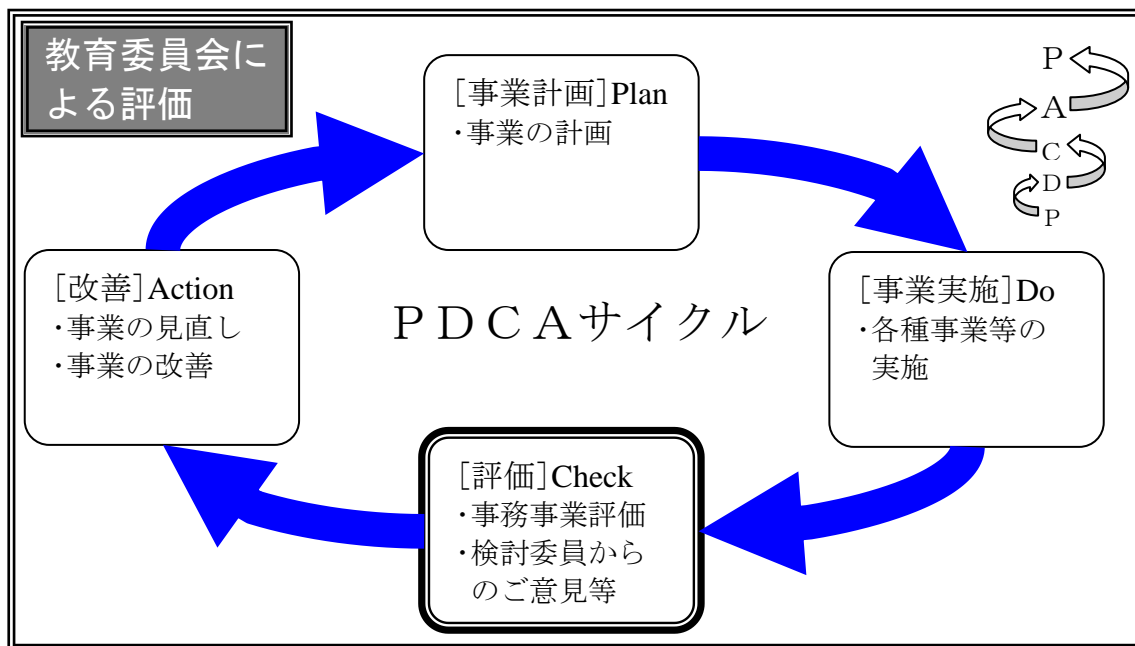 教育委員会に
よる評価
[事業計画]Plan
・事業の計画
P
A
C
D
P
[改善]Action
・事業の見直し
・事業の改善
ＰＤＣＡサイクル
[事業実施]Do
・各種事業等の
実施
[評価]Check
・事務事業評価
・検討委員から
のご意見等